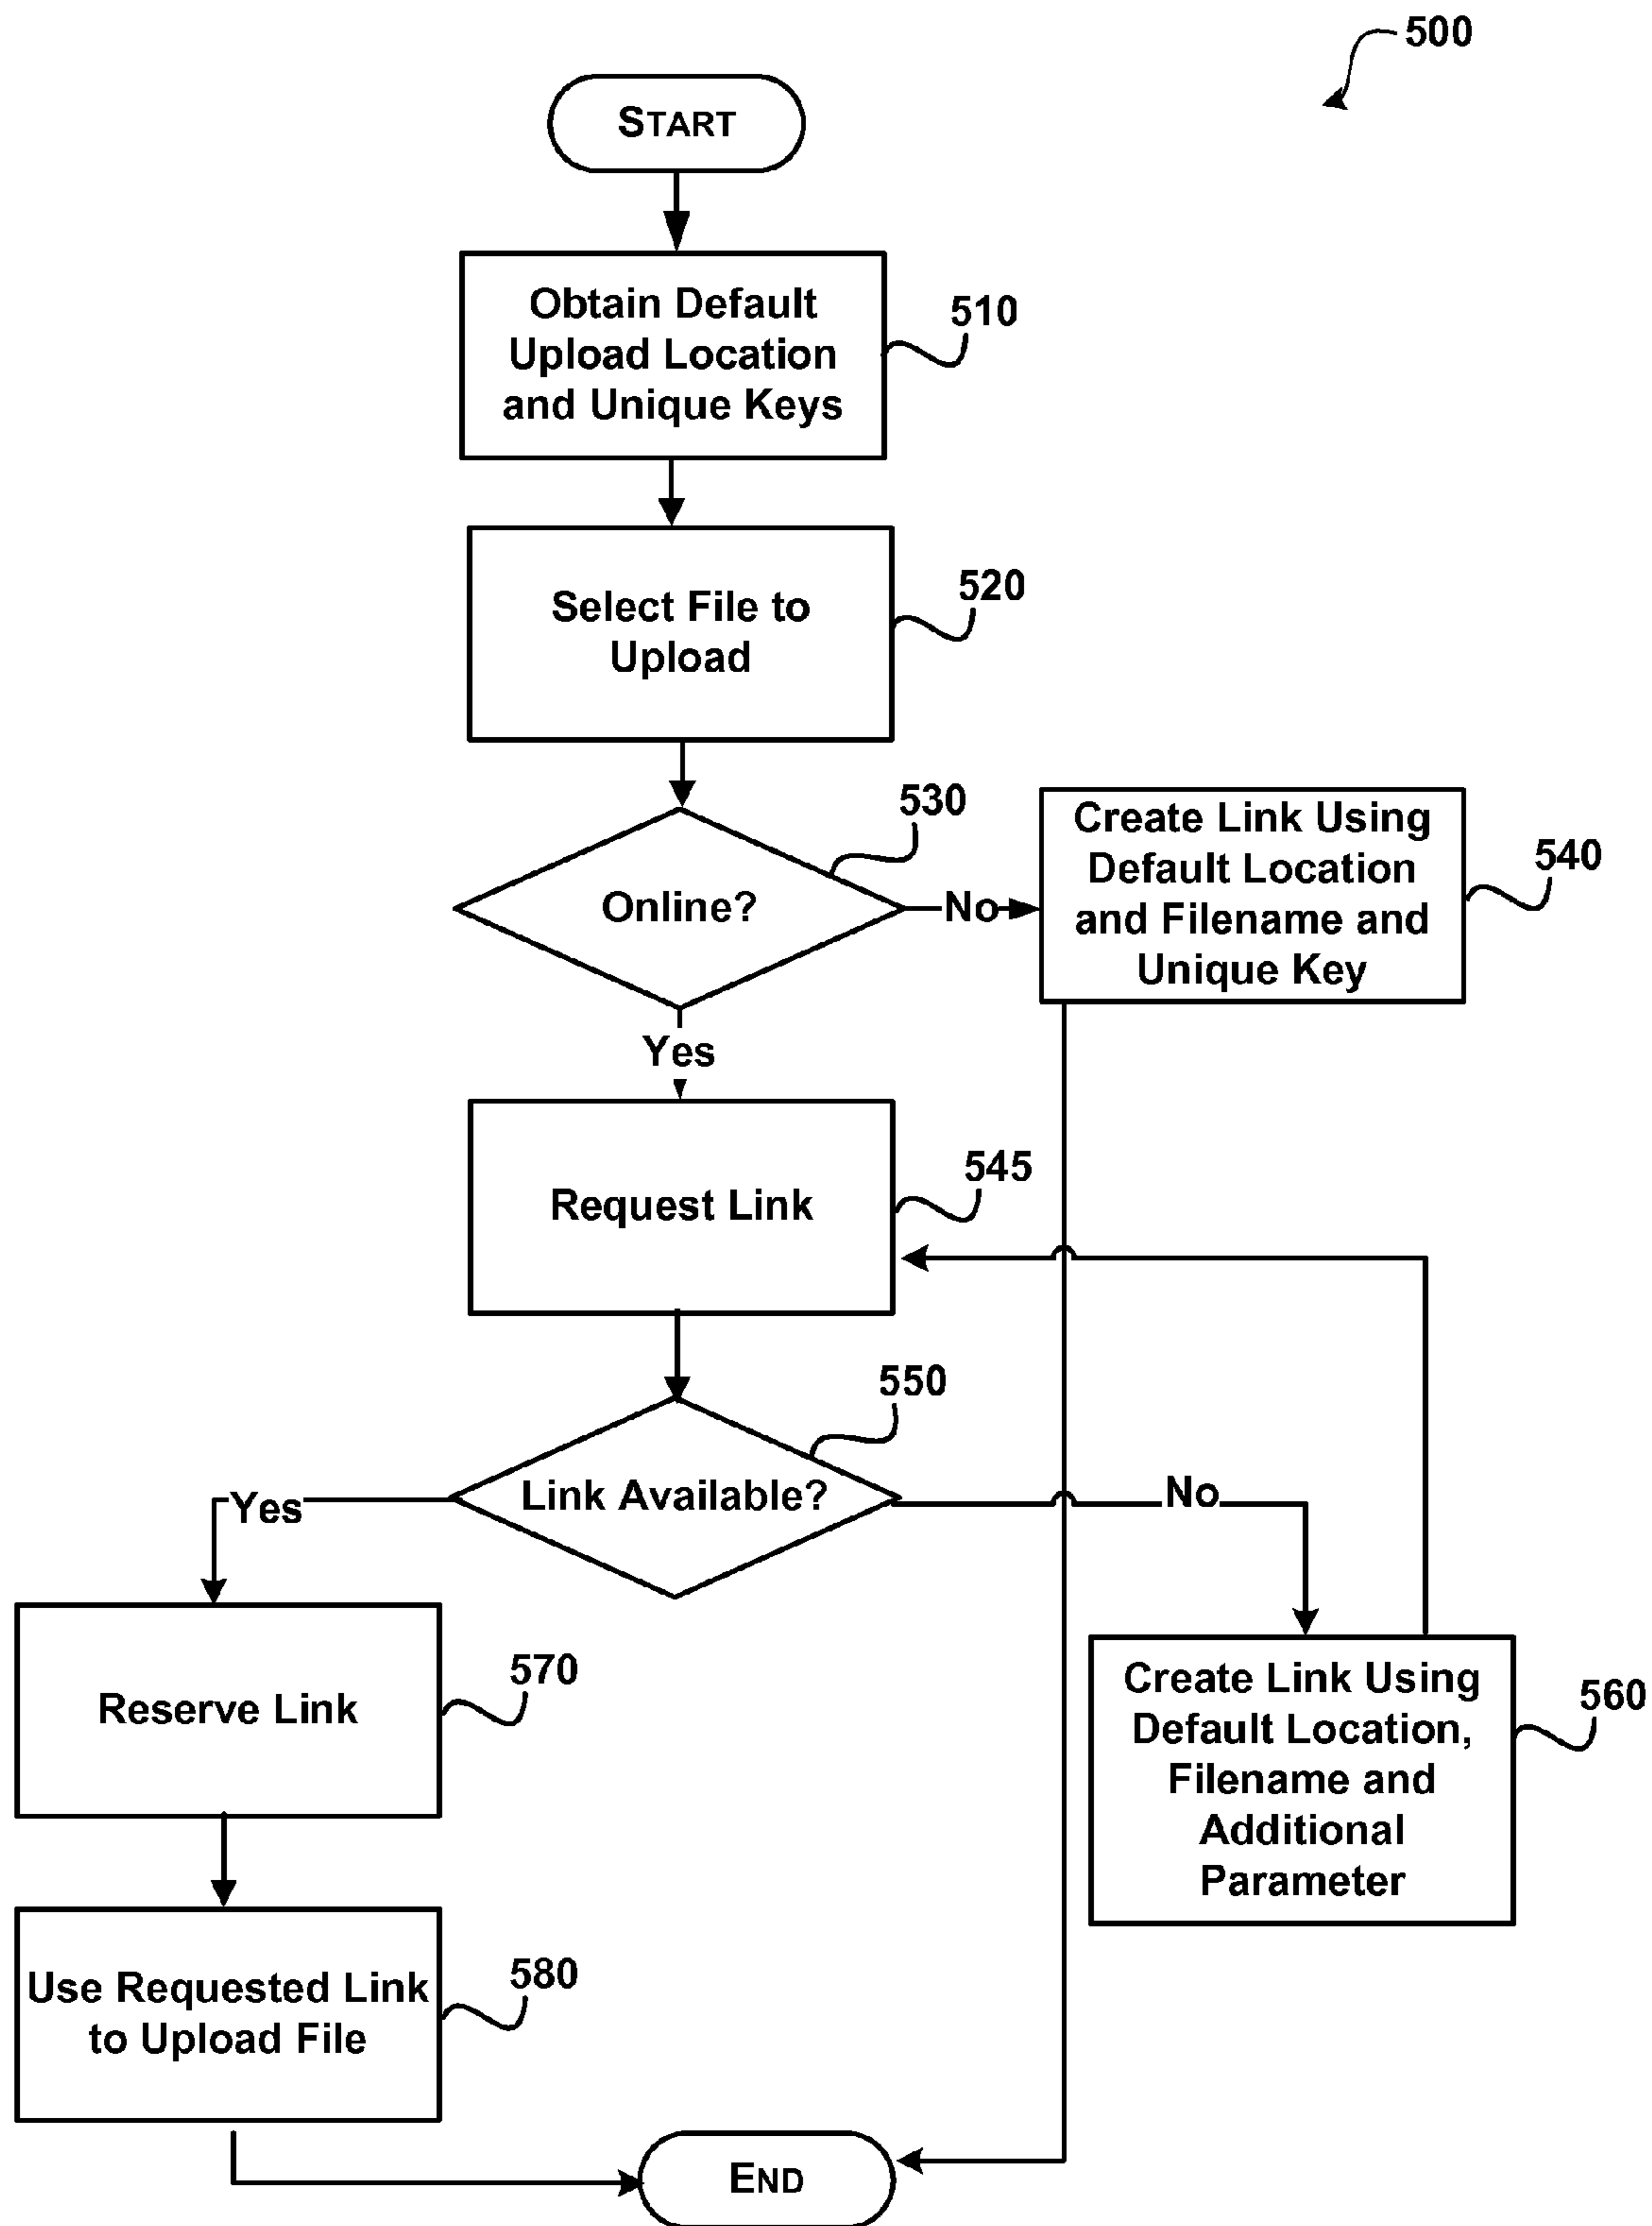 500
START
Obtain Default
Upload Location
and Unique Keys
510
Select File to
Upload
520
530
Online?
No
Create Link Using
Default Location
and Filename and
Unique Key
540
Yes
Request Link
545
550
Link Available?
Yes
No
Reserve Link
570
Create Link Using
Default Location,
Filename and
Additional
Parameter
560
Use Requested Link
to Upload File
580
END